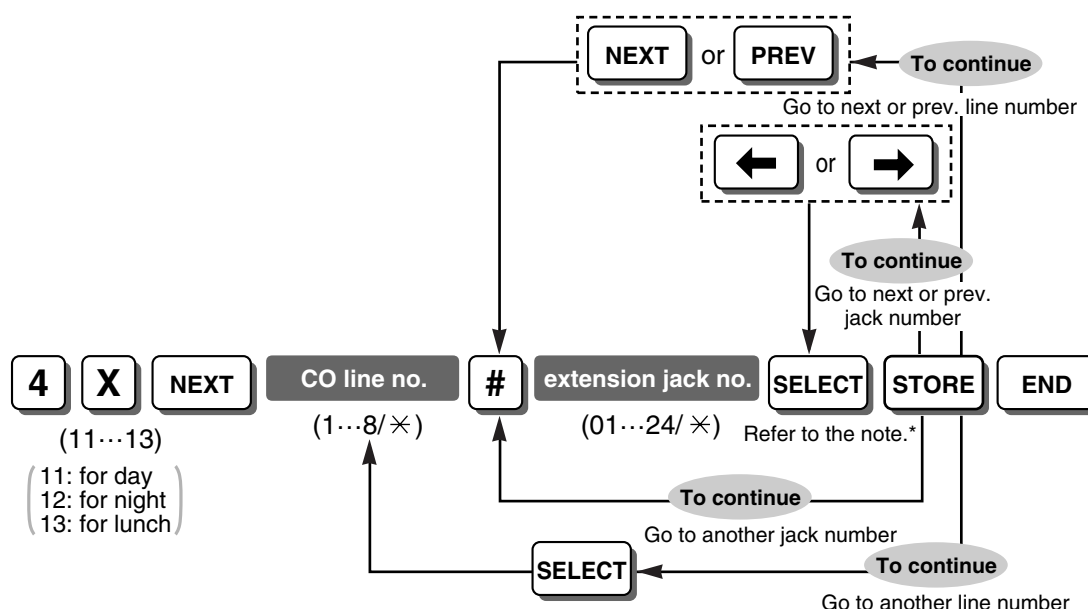 NEXT or PREV
To continue
Go to next or prev. line number
← or →
To continue
Go to next or prev.
jack number
4 X NEXT CO line no. # extension jack no. SELECT STORE END
(11···13) (1···8/✳) (01···24/✳) Refer to the note.*
11: for day
12: for night
13: for lunch
To continue
Go to another jack number
SELECT
To continue
Go to another line number